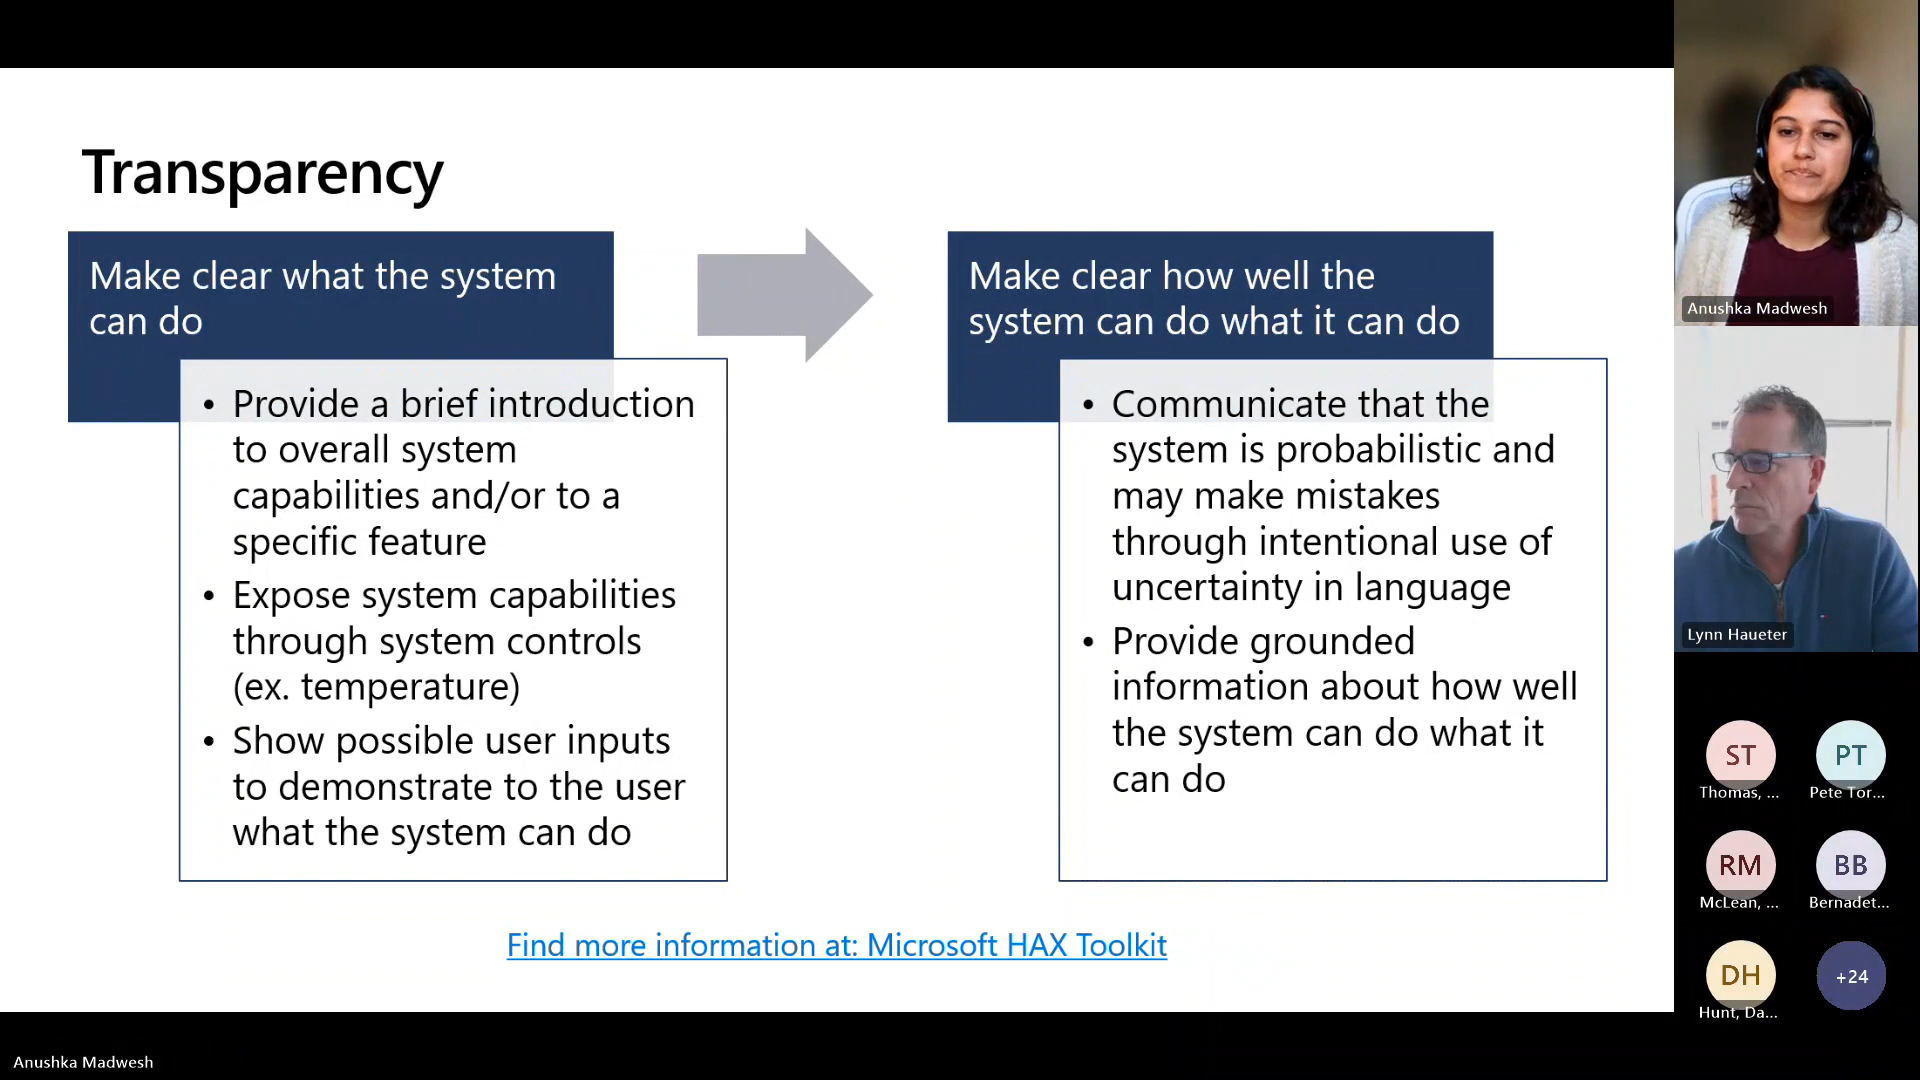 Transparency
Make clear what the system
can do
• Provide a brief introduction
to overall system
capabilities and/or to a
specific feature
• Expose system capabilities
through system controls
(ex. temperature)
• Show possible user inputs
to demonstrate to the user
what the system can do
Make clear how well the
system can do what it can do
• Communicate that the
system is probabilistic and
may make mistakes
through intentional use of
uncertainty in language
• Provide grounded
information about how well
the system can do what it
can do
Find more information at: Microsoft HAX Toolkit
Anushka Madwesh
Lynn Haueter
ST
Thomas, ...
PT
Pete Tor...
RM
McLean, ...
BB
Bernadet...
DH
Hunt, Da...
+24
Anushka Madwesh